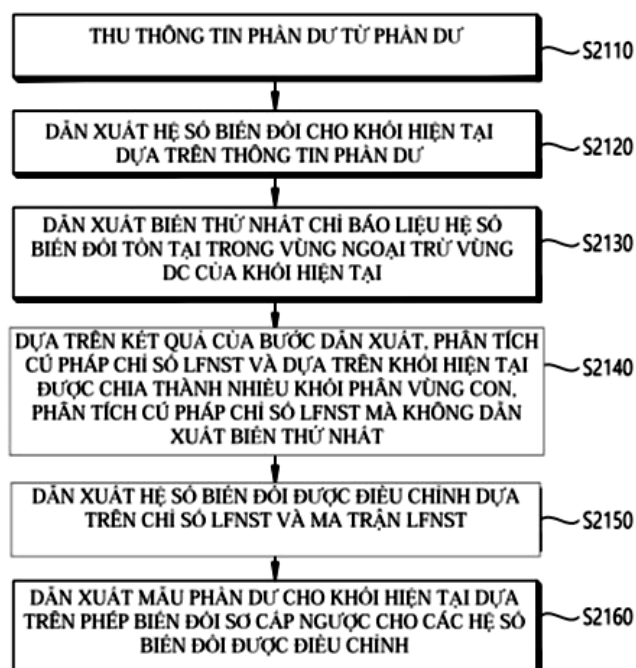 THU THÔNG TIN PHẦN DƯ TỪ PHẦN DƯ
S2110
DẪN XUẤT HỆ SỐ BIẾN ĐỔI CHO KHỐI HIỆN TẠI
DỰA TRÊN THÔNG TIN PHẦN DƯ
S2120
DẪN XUẤT BIẾN THỨ NHẤT CHỈ BÁO LIỆU HỆ SỐ
BIẾN ĐỔI TỒN TẠI TRONG VÙNG NGOẠI TRỪ VÙNG
DC CỦA KHỐI HIỆN TẠI
S2130
DỰA TRÊN KẾT QUẢ CỦA BƯỚC DẪN XUẤT, PHÂN TÍCH
CÚ PHÁP CHỈ SỐ LFNST VÀ DỰA TRÊN KHỐI HIỆN TẠI
ĐƯỢC CHIA THÀNH NHIỀU KHỐI PHÂN VÙNG CON,
PHÂN TÍCH CÚ PHÁP CHỈ SỐ LFNST MÀ KHÔNG DẪN
XUẤT BIẾN THỨ NHẤT
S2140
DẪN XUẤT HỆ SỐ BIẾN ĐỔI ĐƯỢC ĐIỀU CHỈNH DỰA
TRÊN CHỈ SỐ LFNST VÀ MA TRẬN LFNST
S2150
DẪN XUẤT MẪU PHẦN DƯ CHO KHỐI HIỆN TẠI DỰA
TRÊN PHÉP BIẾN ĐỔI SƠ CẤP NGƯỢC CHO CÁC HỆ SỐ
BIẾN ĐỔI ĐƯỢC ĐIỀU CHỈNH
S2160